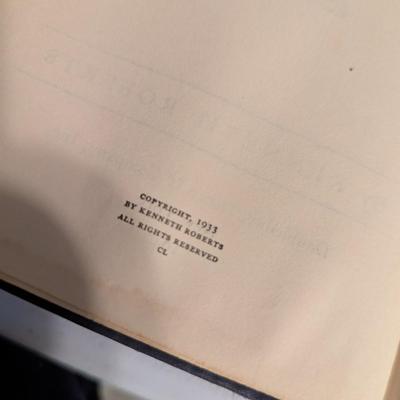 COPYRIGHT, 1933
BY KENNETH ROBERTS
ALL RIGHTS RESERVED
CL